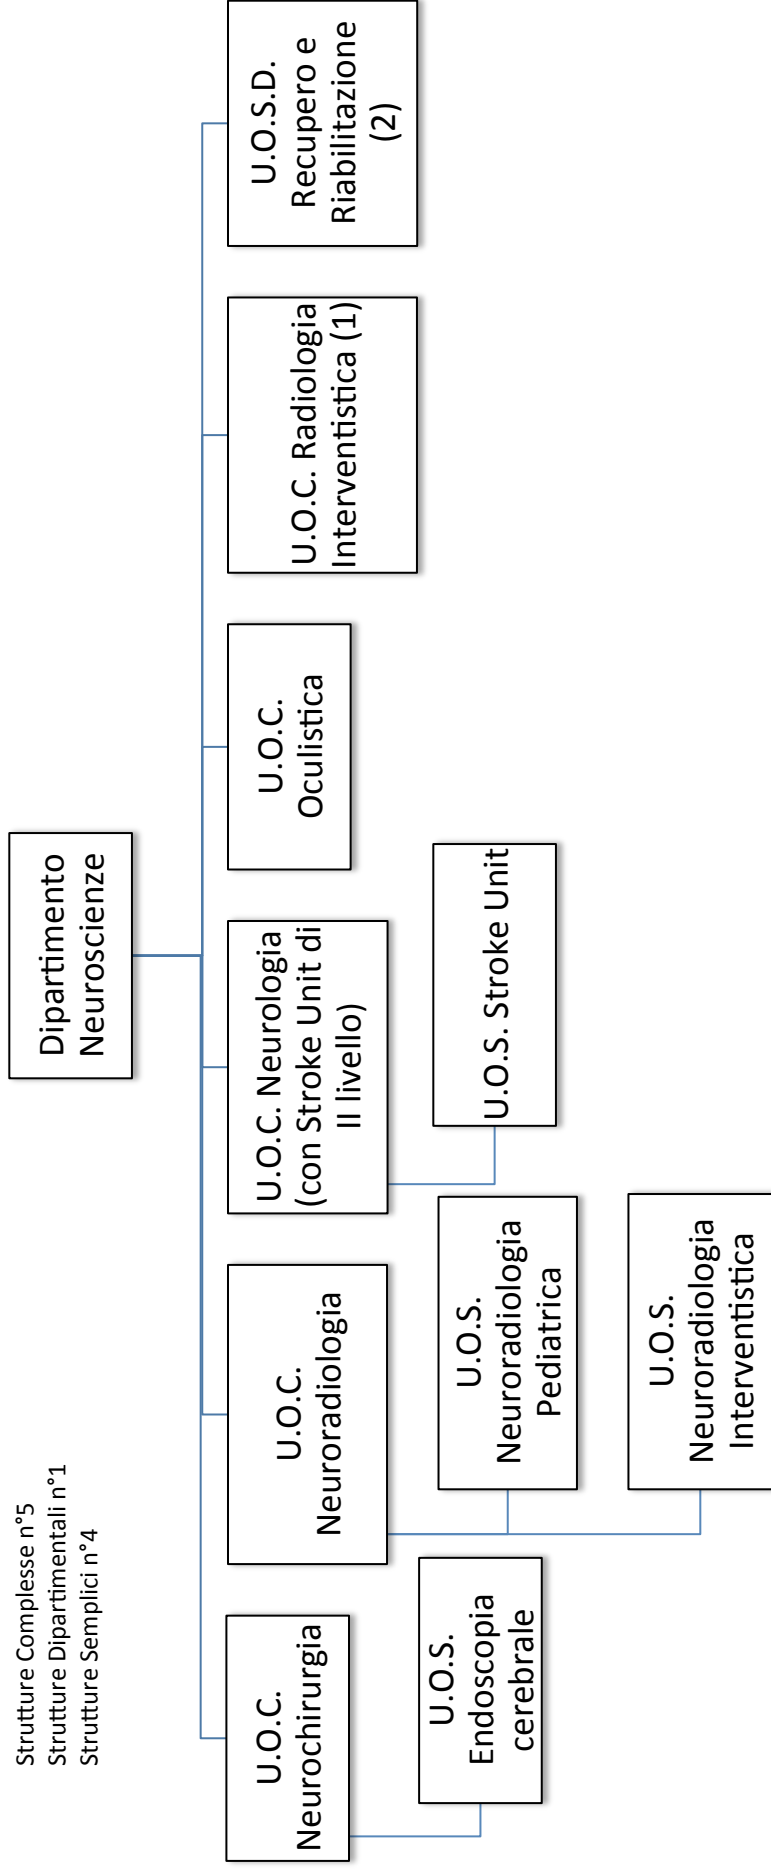 Strutture Complesse n°5
Strutture Dipartimentali n°1
Strutture Semplici n°4
Dipartimento
Neuroscienze
U.O.C.
Neurochirurgia
U.O.C.
Neuroradiologia
U.O.C. Neurologia
(con Stroke Unit di
II livello)
U.O.C.
Oculistica
U.O.C. Radiologia
Interventistica (1)
U.O.S.D.
Recupero e
Riabilitazione
(2)
U.O.S.
Endoscopia
cerebrale
U.O.S.
Neuroradiologia
Pediatrica
U.O.S. Stroke Unit
U.O.S.
Neuroradiologia
Interventistica